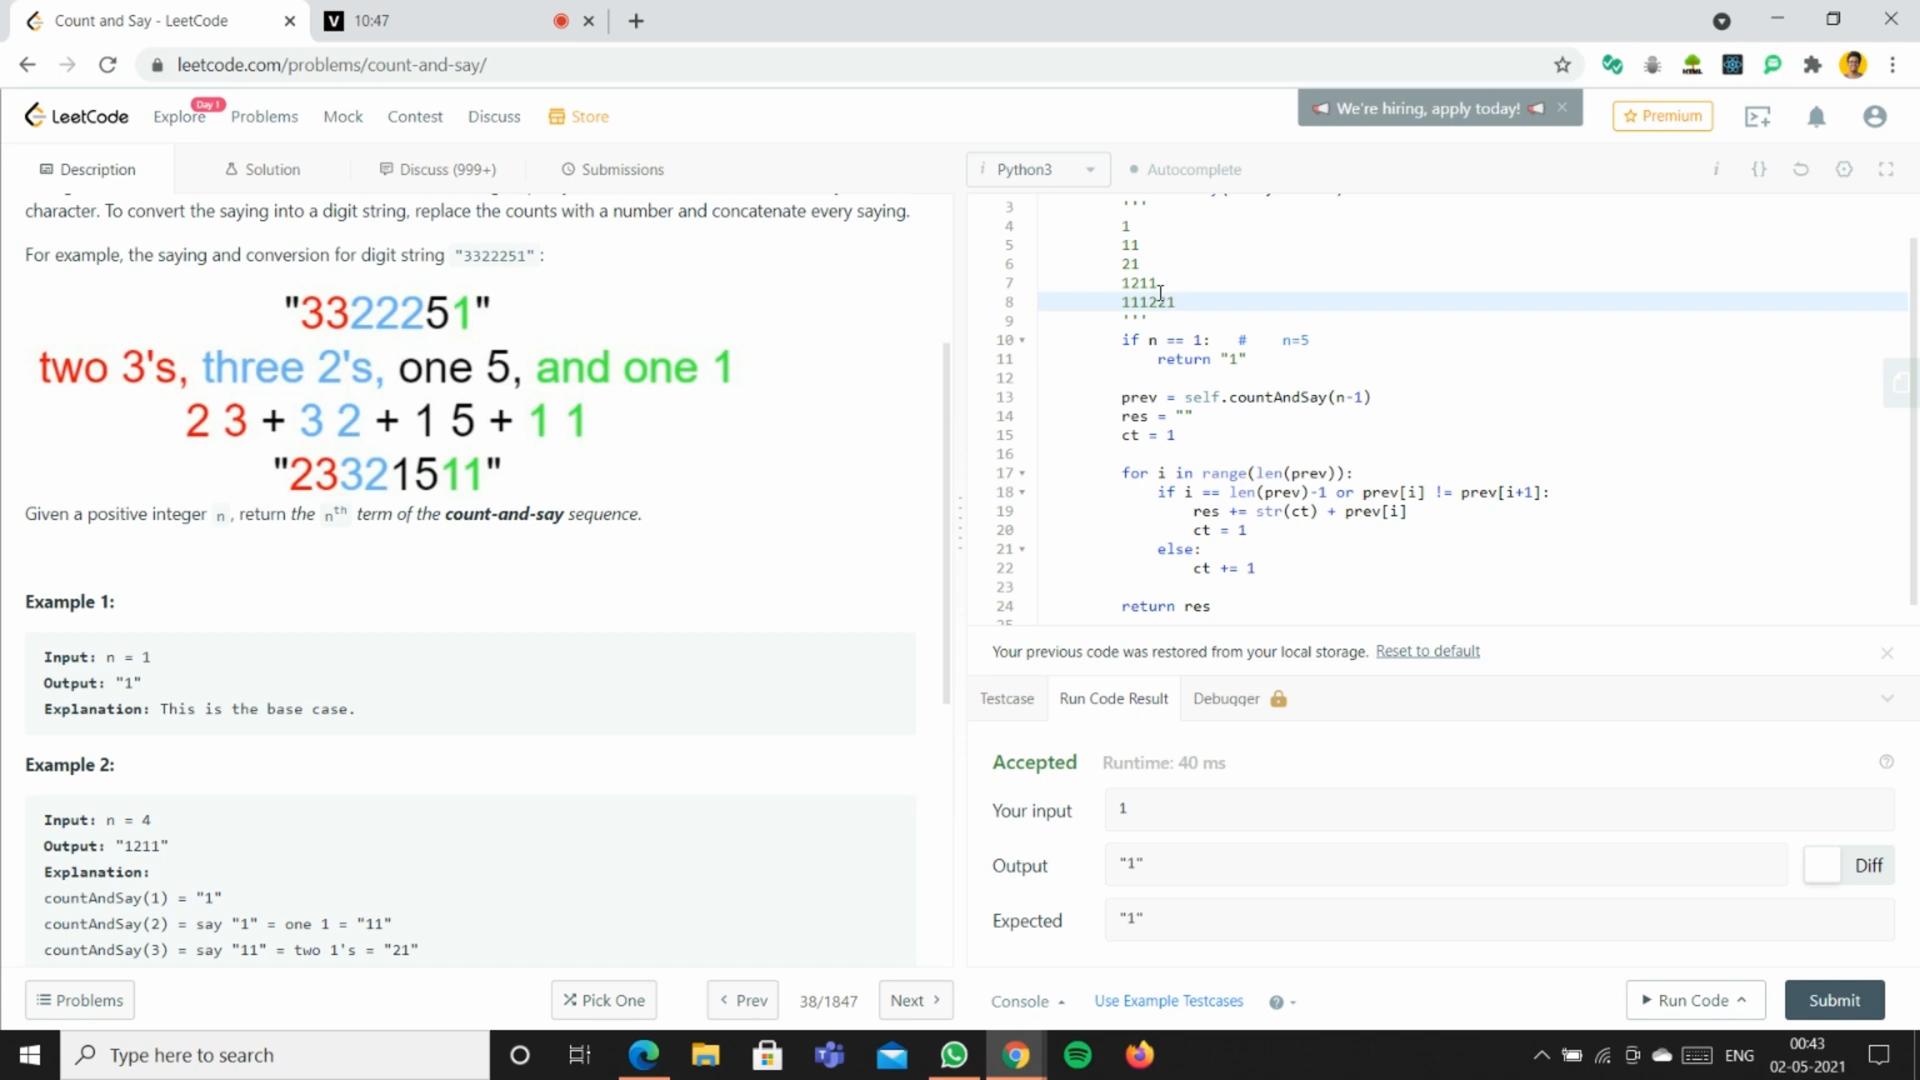 Count and Say - LeetCode
V 10:47
leetcode.com/problems/count-and-say/
LeetCode
Explore
Day 1
Problems
Mock
Contest
Discuss
Store
We're hiring, apply today!
Premium
Description
Solution
Discuss (999+)
Submissions
character. To convert the saying into a digit string, replace the counts with a number and concatenate every saying.
For example, the saying and conversion for digit string "3322251" :
"3322251"
two 3's, three 2's, one 5, and one 1
2 3 + 3 2 + 1 5 + 1 1
"23321511"
Given a positive integer n , return the nth term of the count-and-say sequence.
Example 1:
Input: n = 1
Output: "1"
Explanation: This is the base case.
Example 2:
Input: n = 4
Output: "1211"
Explanation:
countAndSay(1) = "1"
countAndSay(2) = say "1" = one 1 = "11"
countAndSay(3) = say "11" = two 1's = "21"
Problems
Pick One
Prev
38/1847
Next
i Python3
Autocomplete
i {}
3 '''
4 1
5 11
6 21
7 1211
8 111221
9 '''
10 if n == 1: # n=5
11 return "1"
12
13 prev = self.countAndSay(n-1)
14 res = ""
15 ct = 1
16
17 for i in range(len(prev)):
18 if i == len(prev)-1 or prev[i] != prev[i+1]:
19 res += str(ct) + prev[i]
20 ct = 1
21 else:
22 ct += 1
23
24 return res
25
Your previous code was restored from your local storage. Reset to default
Testcase
Run Code Result
Debugger
Accepted Runtime: 40 ms
Your input 1
Output "1"
Diff
Expected "1"
Console
Use Example Testcases
Run Code
Submit
Type here to search
ENG
00:43
02-05-2021